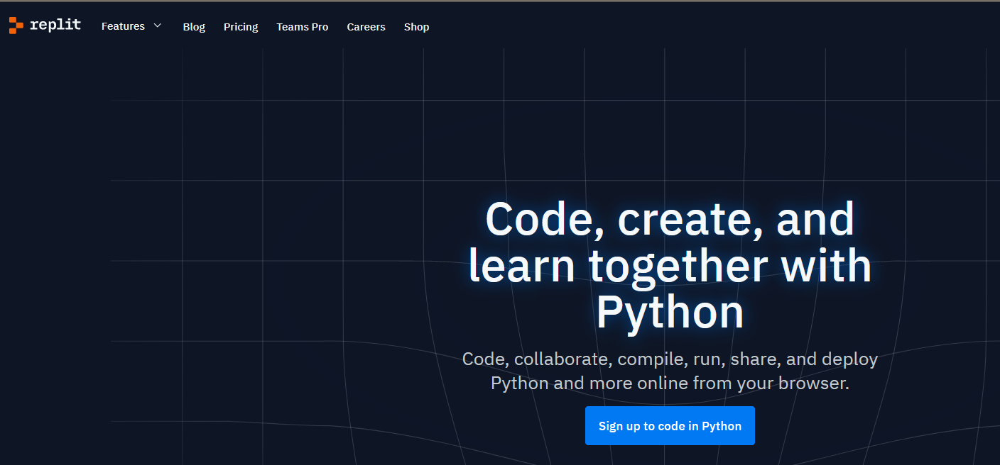 replit Features Blog Pricing Teams Pro Careers Shop
Code, create, and
learn together with
Python
Code, collaborate, compile, run, share, and deploy
Python and more online from your browser.
Sign up to code in Python